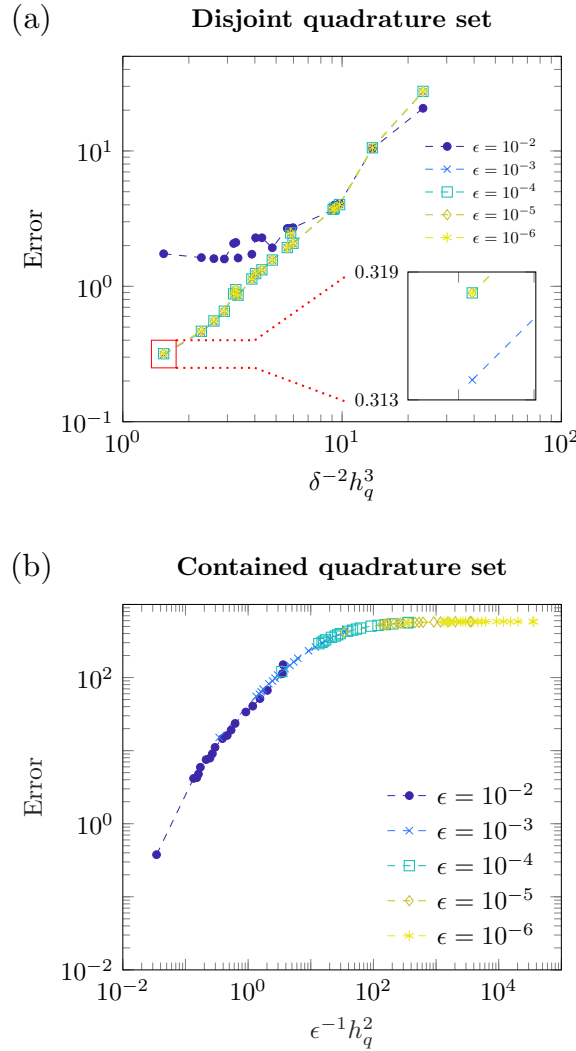 (a) Disjoint quadrature set
10^2
10^1
10^0
10^{-1}
Error
ϵ = 10^{-2}
ϵ = 10^{-3}
ϵ = 10^{-4}
ϵ = 10^{-5}
ϵ = 10^{-6}
0.319
0.313
10^0 10^1 10^2
δ^{-2}h_q^3
(b) Contained quadrature set
10^2
10^0
10^{-2}
Error
ϵ = 10^{-2}
ϵ = 10^{-3}
ϵ = 10^{-4}
ϵ = 10^{-5}
ϵ = 10^{-6}
10^{-2} 10^0 10^2 10^4
ϵ^{-1}h_q^2